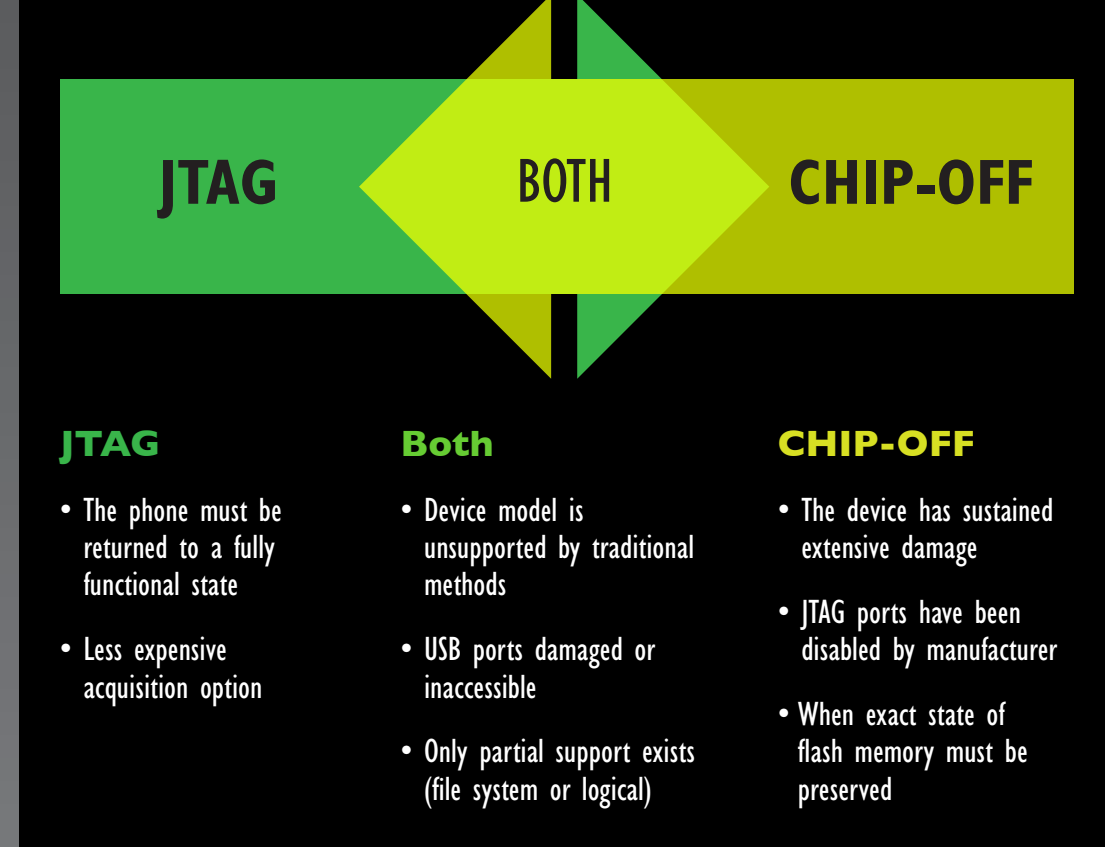 JTAG
BOTH
CHIP-OFF
JTAG
• The phone must be
returned to a fully
functional state
• Less expensive
acquisition option
Both
• Device model is
unsupported by traditional
methods
• USB ports damaged or
inaccessible
• Only partial support exists
(file system or logical)
CHIP-OFF
• The device has sustained
extensive damage
• JTAG ports have been
disabled by manufacturer
• When exact state of
flash memory must be
preserved